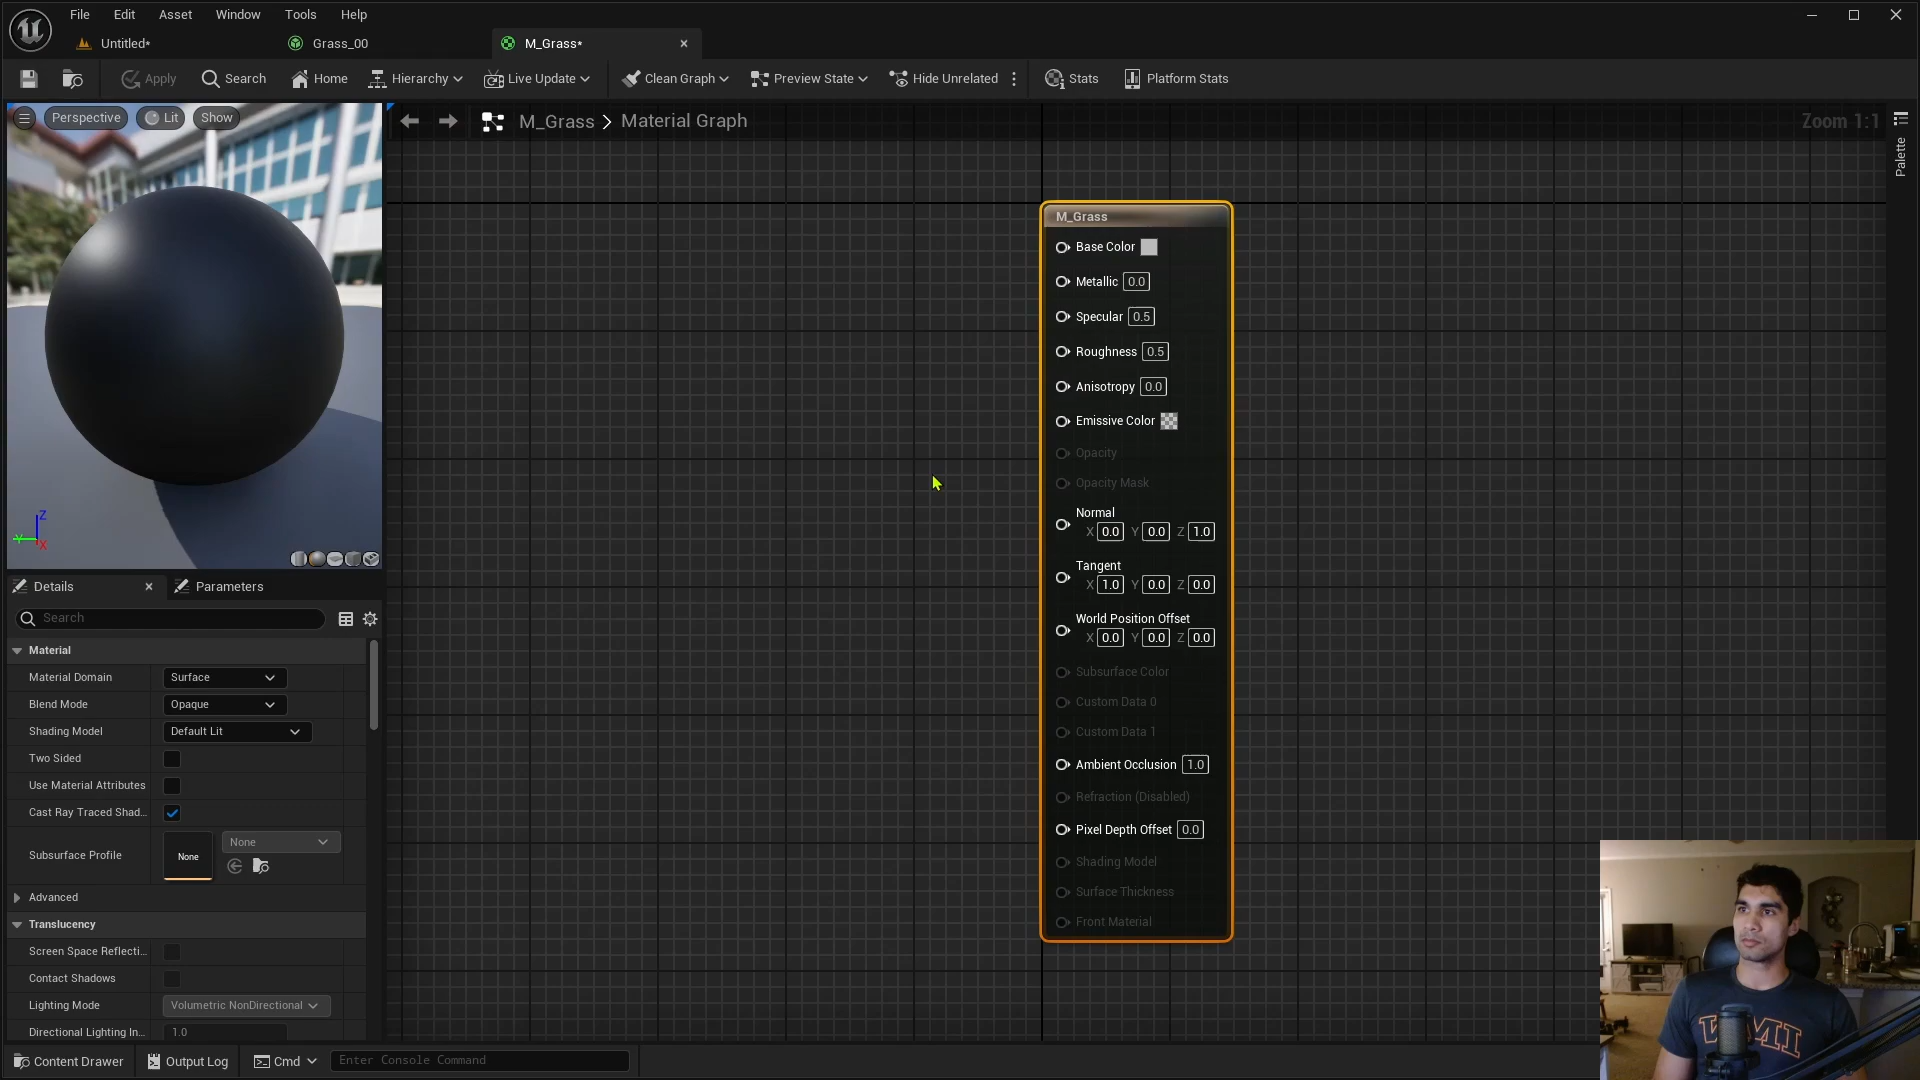 File Edit Asset Window Tools Help
Untitled* Grass_00 M_Grass*
Apply Search Home Hierarchy Live Update Clean Graph Preview State Hide Unrelated Stats Platform Stats
Perspective Lit Show
M_Grass > Material Graph
Zoom 1:1
Palette
M_Grass
Base Color
Metallic 0.0
Specular 0.5
Roughness 0.5
Anisotropy 0.0
Emissive Color
Opacity
Opacity Mask
Normal
X 0.0 Y 0.0 Z 1.0
Tangent
X 1.0 Y 0.0 Z 0.0
World Position Offset
X 0.0 Y 0.0 Z 0.0
Subsurface Color
Custom Data 0
Custom Data 1
Ambient Occlusion 1.0
Refraction (Disabled)
Pixel Depth Offset 0.0
Shading Model
Surface Thickness
Front Material
Z
Y
X
Details Parameters
Search
Material
Material Domain Surface
Blend Mode Opaque
Shading Model Default Lit
Two Sided
Use Material Attributes
Cast Ray Traced Shad...
Subsurface Profile None None
Advanced
Translucency
Screen Space Reflecti...
Contact Shadows
Lighting Mode Volumetric NonDirectional
Directional Lighting In... 1.0
Content Drawer Output Log Cmd Enter Console Command